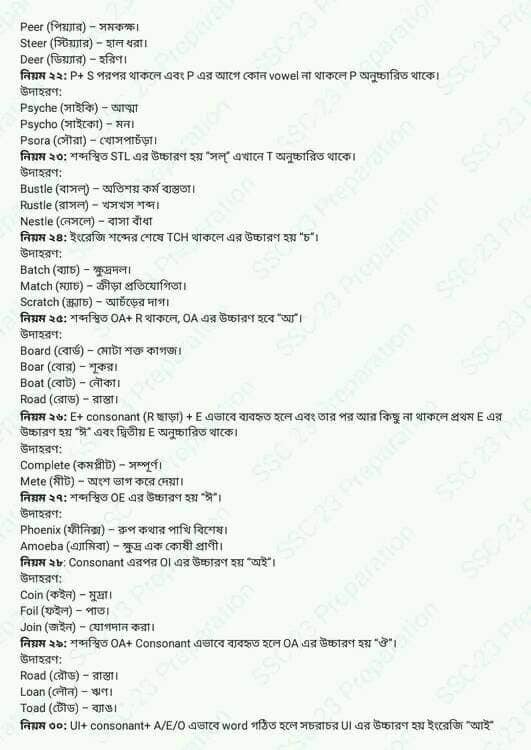 Peer (পিয়্যার) – সমকক্ষ।
Steer (স্টিয়্যার) – হাল ধরা।
Deer (ডিয়্যার) – হরিণ।
নিয়ম ২২: P+ S পরপর থাকলে এবং P এর আগে কোন vowel না থাকলে P অনুচ্চারিত থাকে।
উদাহরণ:
Psyche (সাইকি) – আত্মা
Psycho (সাইকো) – মন।
Psora (সৌরা) – খোসপাচঁড়া।
নিয়ম ২৩: শব্দস্থিত STL এর উচ্চারণ হয় “সল্” এখানে T অনুচ্চারিত থাকে।
উদাহরণ:
Bustle (বাসল্) – অতিশয় কর্ম ব্যস্ততা।
Rustle (রাসল) – খসখস শব্দ।
Nestle (নেসলে) – বাসা বাঁধা
নিয়ম ২৪: ইংরেজি শব্দের শেষে TCH থাকলে এর উচ্চারণ হয় “চ”।
উদাহরণ:
Batch (ব্যাচ) – ক্ষুদ্রদল।
Match (ম্যাচ) – ক্রীড়া প্রতিযোগিতা।
Scratch (স্ক্র্যাচ) – আচঁড়ের দাগ।
নিয়ম ২৫: শব্দস্থিত OA+ R থাকলে, OA এর উচ্চারণ হবে “অ্য”।
উদাহরণ:
Board (বোর্ড) – মোটা শক্ত কাগজ।
Boar (বোর) – শূকর।
Boat (বোট) – নৌকা।
Road (রোড) – রাস্তা।
নিয়ম ২৬: E+ consonant (R ছাড়া) + E এভাবে ব্যবহৃত হলে এবং তার পর আর কিছু না থাকলে প্রথম E এর
উচ্চারণ হয় “ঈ” এবং দ্বিতীয় E অনুচ্চারিত থাকে।
উদাহরণ:
Complete (কমপ্লীট) – সম্পূর্ণ।
Mete (মীট) – অংশ ভাগ করে দেয়া।
নিয়ম ২৭: শব্দস্থিত OE এর উচ্চারণ হয় “ঈ”।
উদাহরণ:
Phoenix (ফীনিক্স) – রুপ কথার পাখি বিশেষ।
Amoeba (এ্যামিবা) – ক্ষুদ্র এক কোষী প্রাণী।
নিয়ম ২৮: Consonant এরপর OI এর উচ্চারণ হয় “অই”।
উদাহরণ:
Coin (কইন) – মুদ্রা।
Foil (ফইল) – পাত।
Join (জইন) – যোগদান করা।
নিয়ম ২৯: শব্দস্থিত OA+ Consonant এভাবে ব্যবহৃত হলে OA এর উচ্চারণ হয় “ঔ”।
উদাহরণ:
Road (রৌড) – রাস্তা।
Loan (লৌন) – ঋণ।
Toad (টৌড) – ব্যাঙ।
নিয়ম ৩০: UI+ consonant+ A/E/O এভাবে word গঠিত হলে সচরাচর UI এর উচ্চারণ হয় ইংরেজি “আই”
SSC-23 Preparation